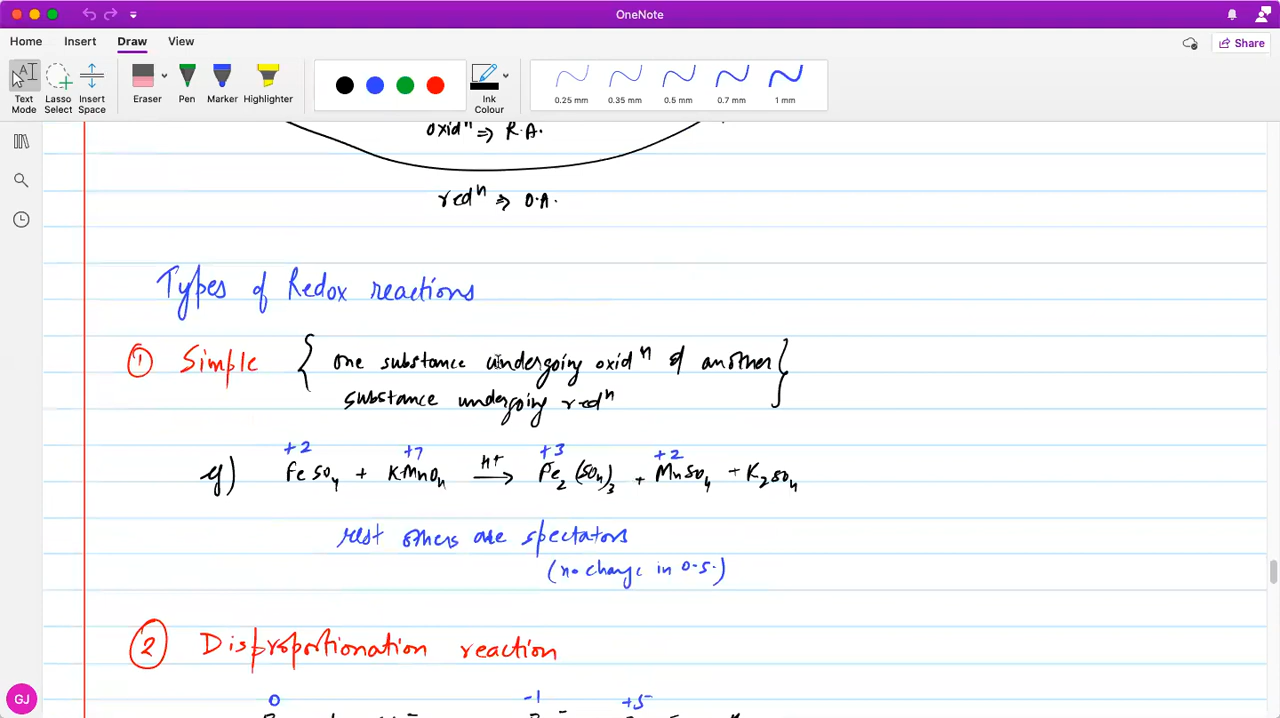 OneNote
Home Insert Draw View
Share
Text Mode
Lasso Select
Insert Space
Eraser
Pen
Marker
Highlighter
Ink Colour
0.25 mm 0.35 mm 0.5 mm 0.7 mm 1 mm
oxidⁿ ⇒ R.A.
redⁿ ⇒ O.A.
Types of Redox reactions
① Simple { one substance undergoing oxidⁿ & another
substance undergoing redⁿ }
+2 +7 +3 +2
eg) FeSO₄ + KMnO₄ H⁺→ Fe₂(SO₄)₃ + MnSO₄ + K₂SO₄
rest others are spectators
(no change in O.S.)
② Disproportionation reaction
0 -1 +5
GJ